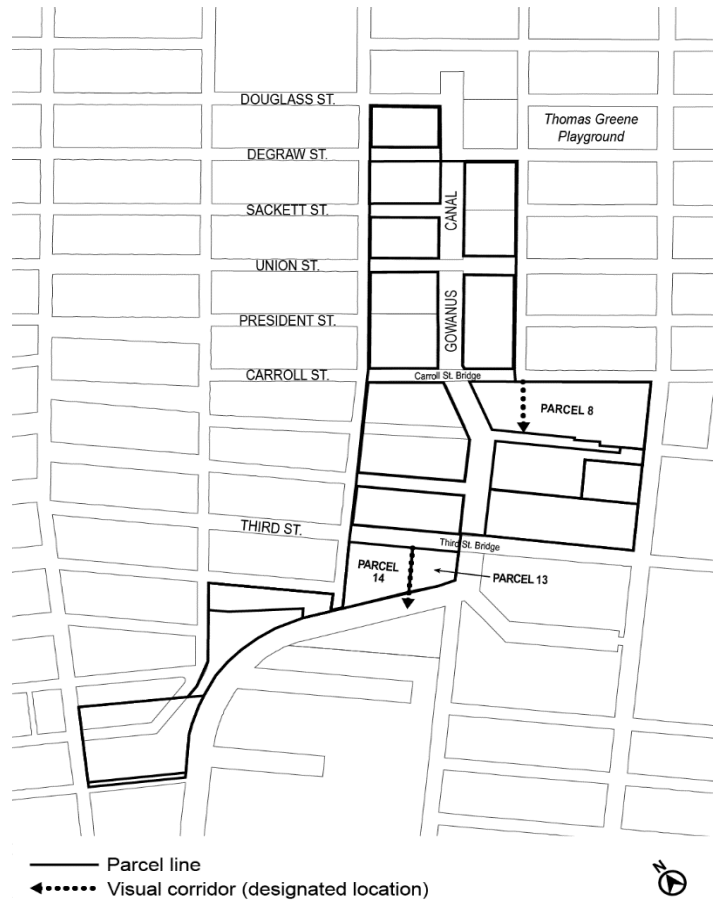 DOUGLASS ST.
Thomas Greene
Playground
DEGRAW ST.
SACKETT ST.
CANAL
UNION ST.
GOWANUS
PRESIDENT ST.
CARROLL ST.
Carroll St. Bridge
PARCEL 8
THIRD ST.
Third St. Bridge
PARCEL
14
PARCEL 13
Parcel line
Visual corridor (designated location)
N